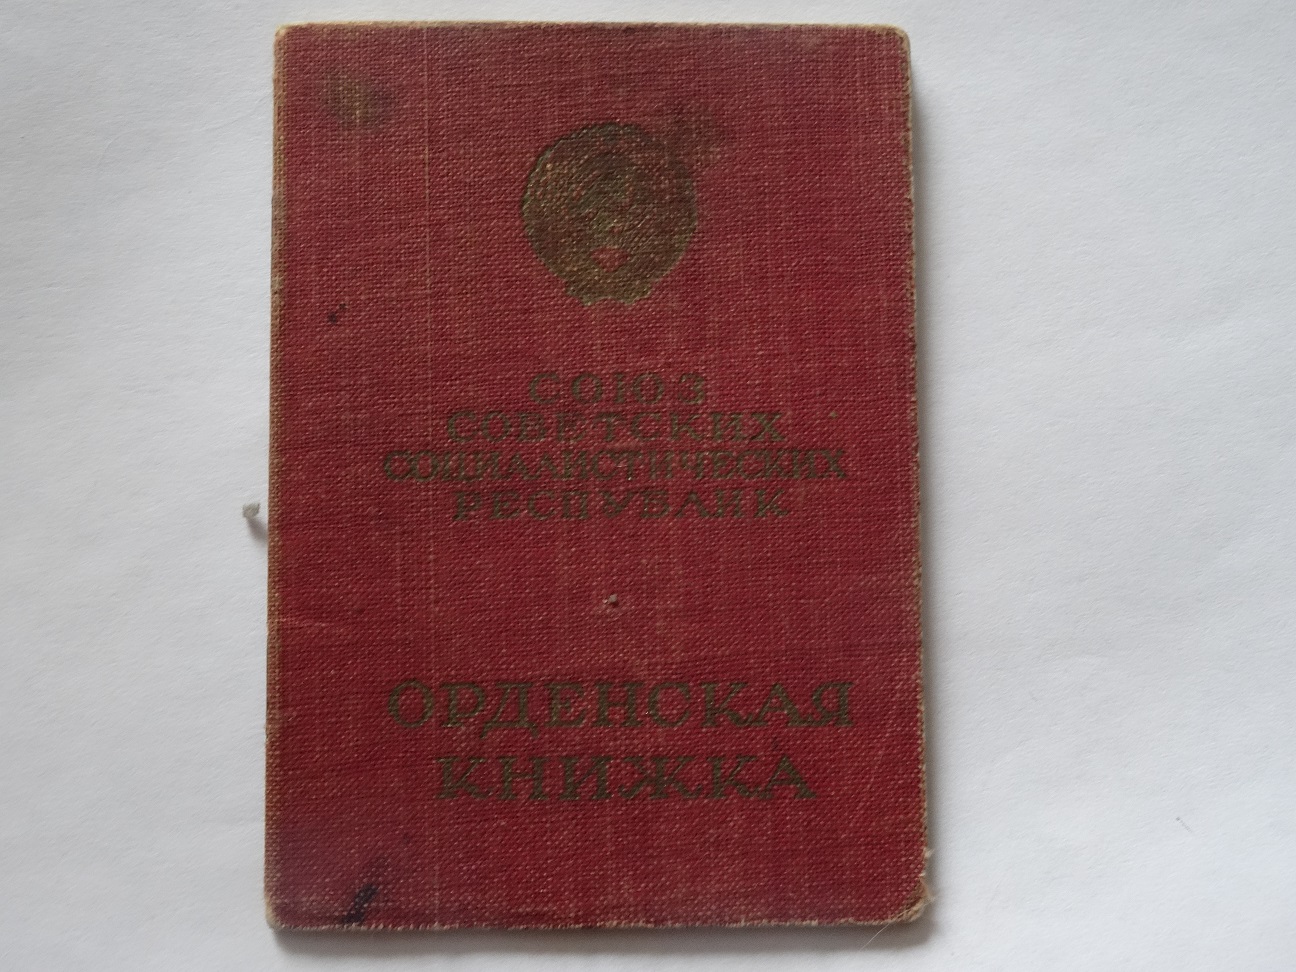 СОЮЗ
СОВЕТСКИХ
СОЦИАЛИСТИЧЕСКИХ
РЕСПУБЛИК
ОРДЕНСКАЯ
КНИЖКА